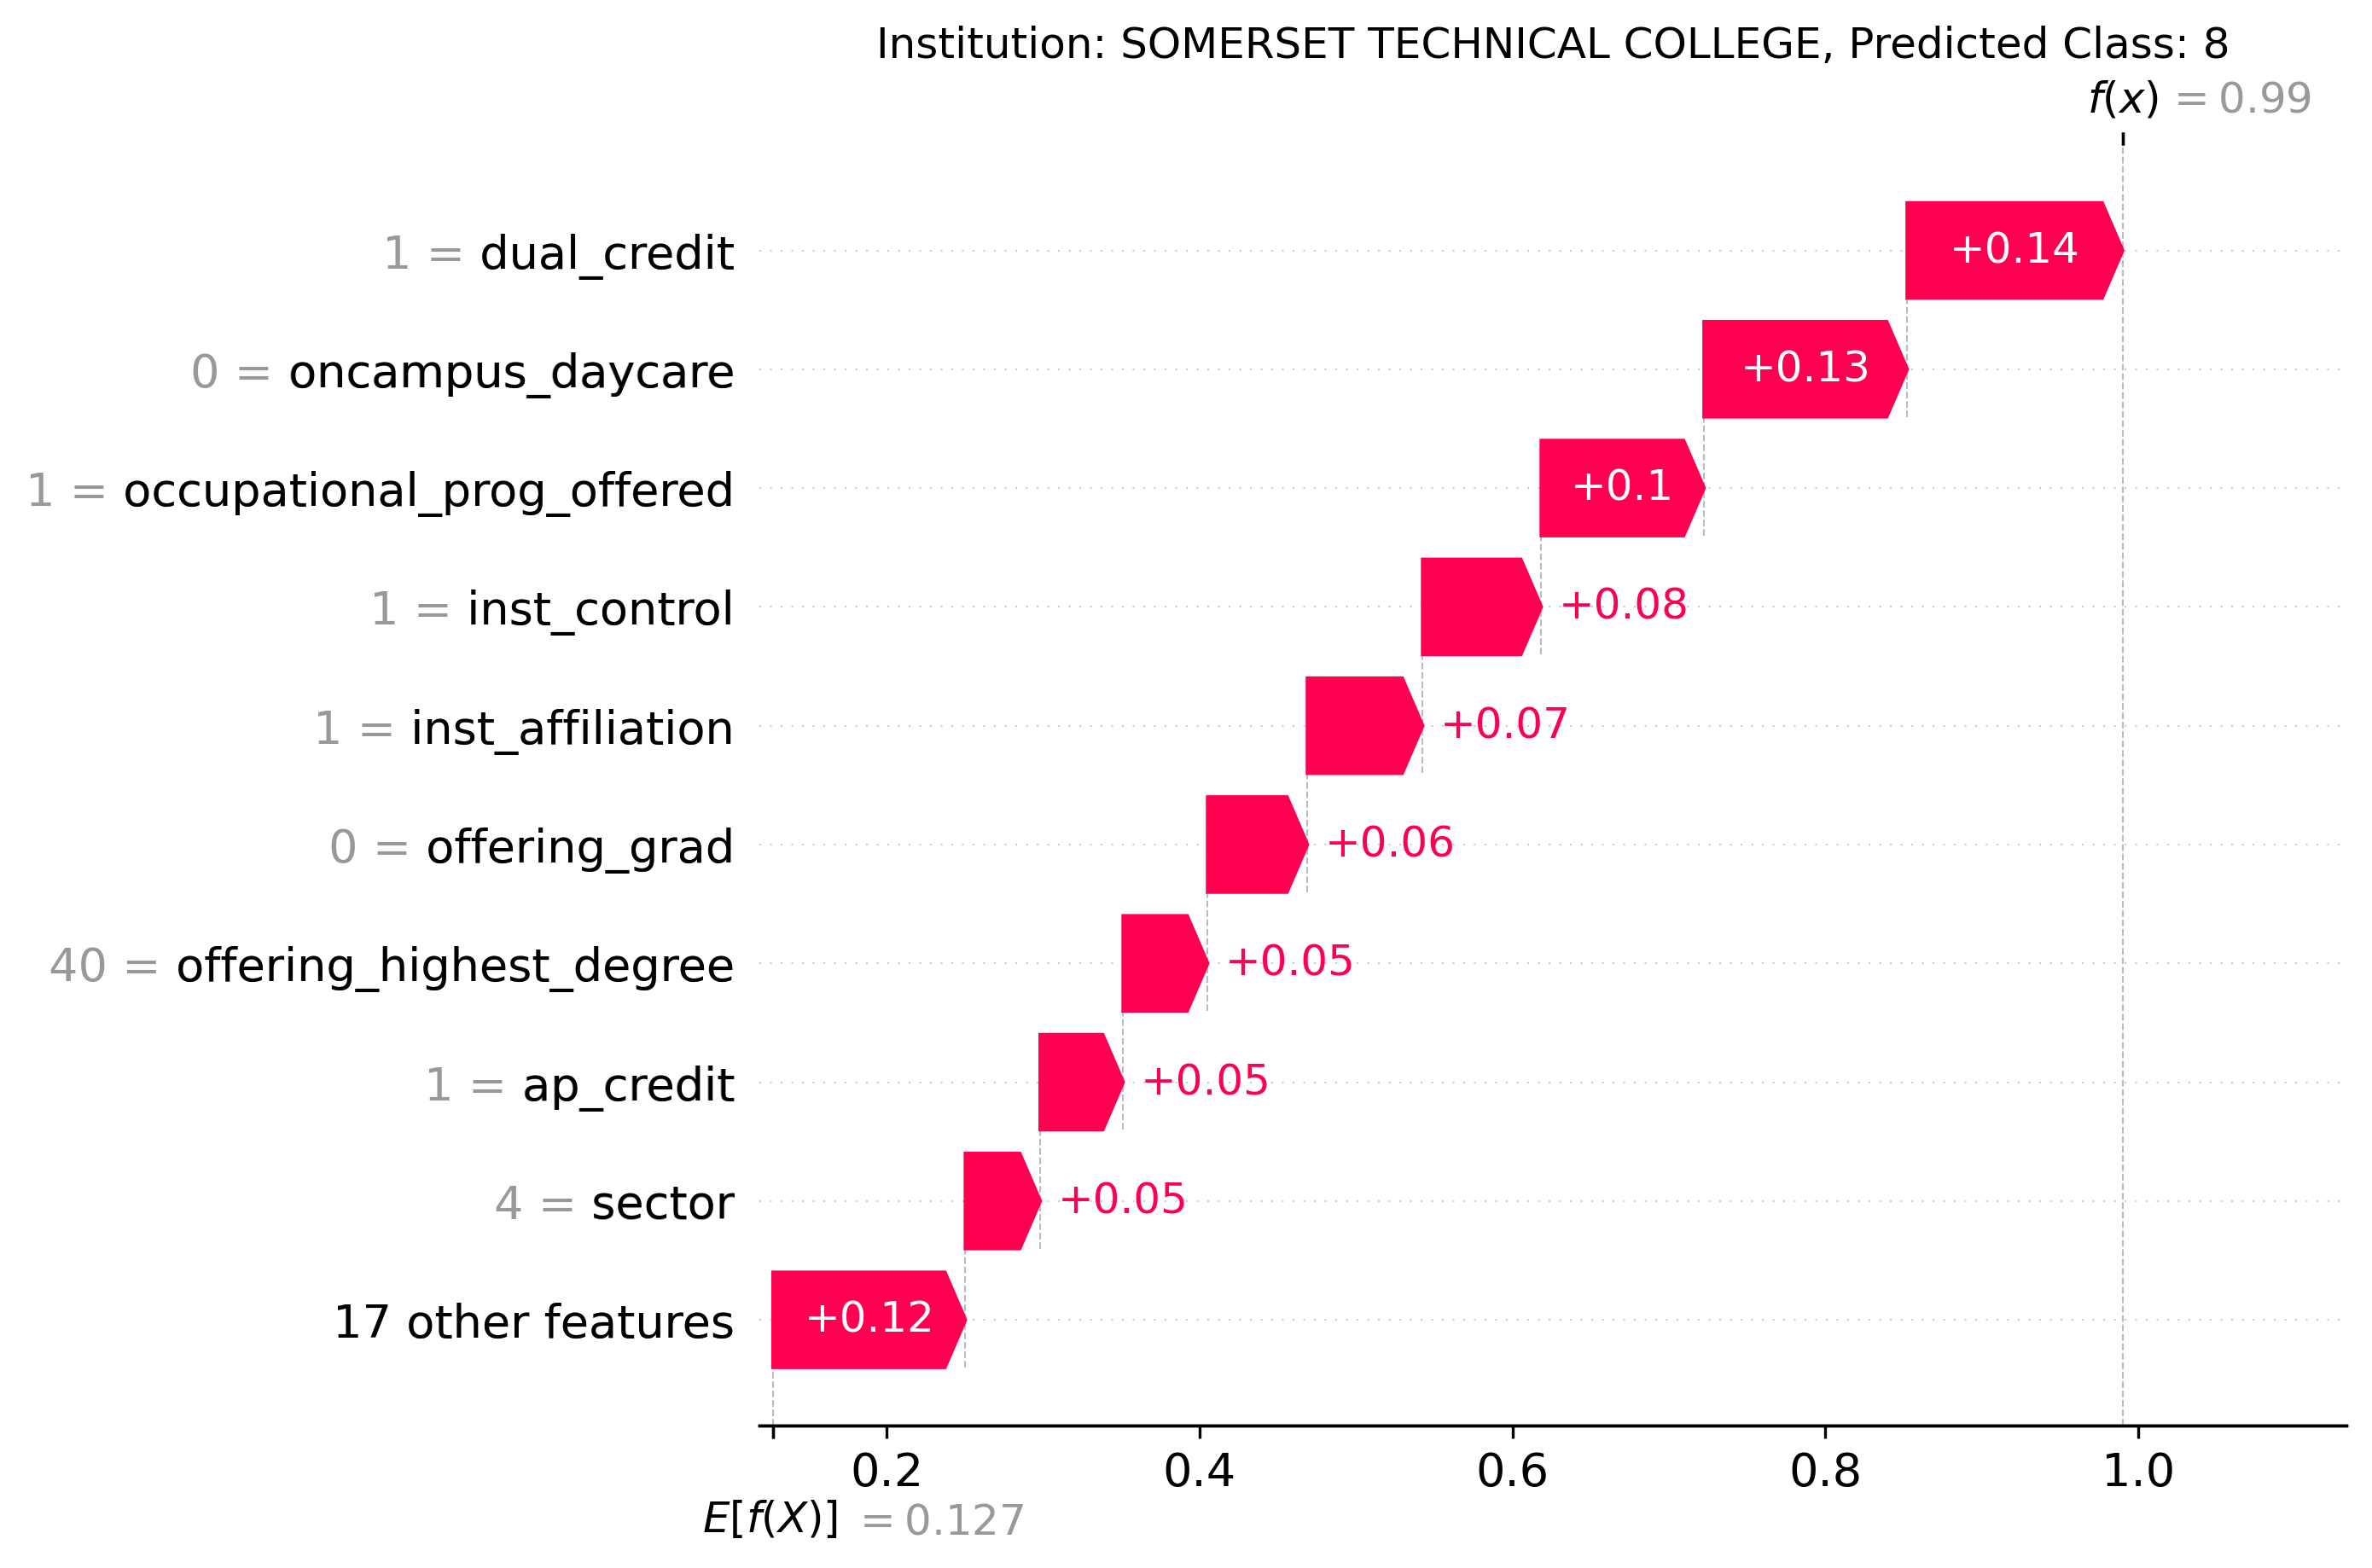 Institution: SOMERSET TECHNICAL COLLEGE, Predicted Class: 8
f(x) = 0.99
1 = dual_credit +0.14
0 = oncampus_daycare +0.13
1 = occupational_prog_offered +0.1
1 = inst_control +0.08
1 = inst_affiliation +0.07
0 = offering_grad +0.06
40 = offering_highest_degree +0.05
1 = ap_credit +0.05
4 = sector +0.05
17 other features +0.12
0.2 0.4 0.6 0.8 1.0
E[f(X)] = 0.127